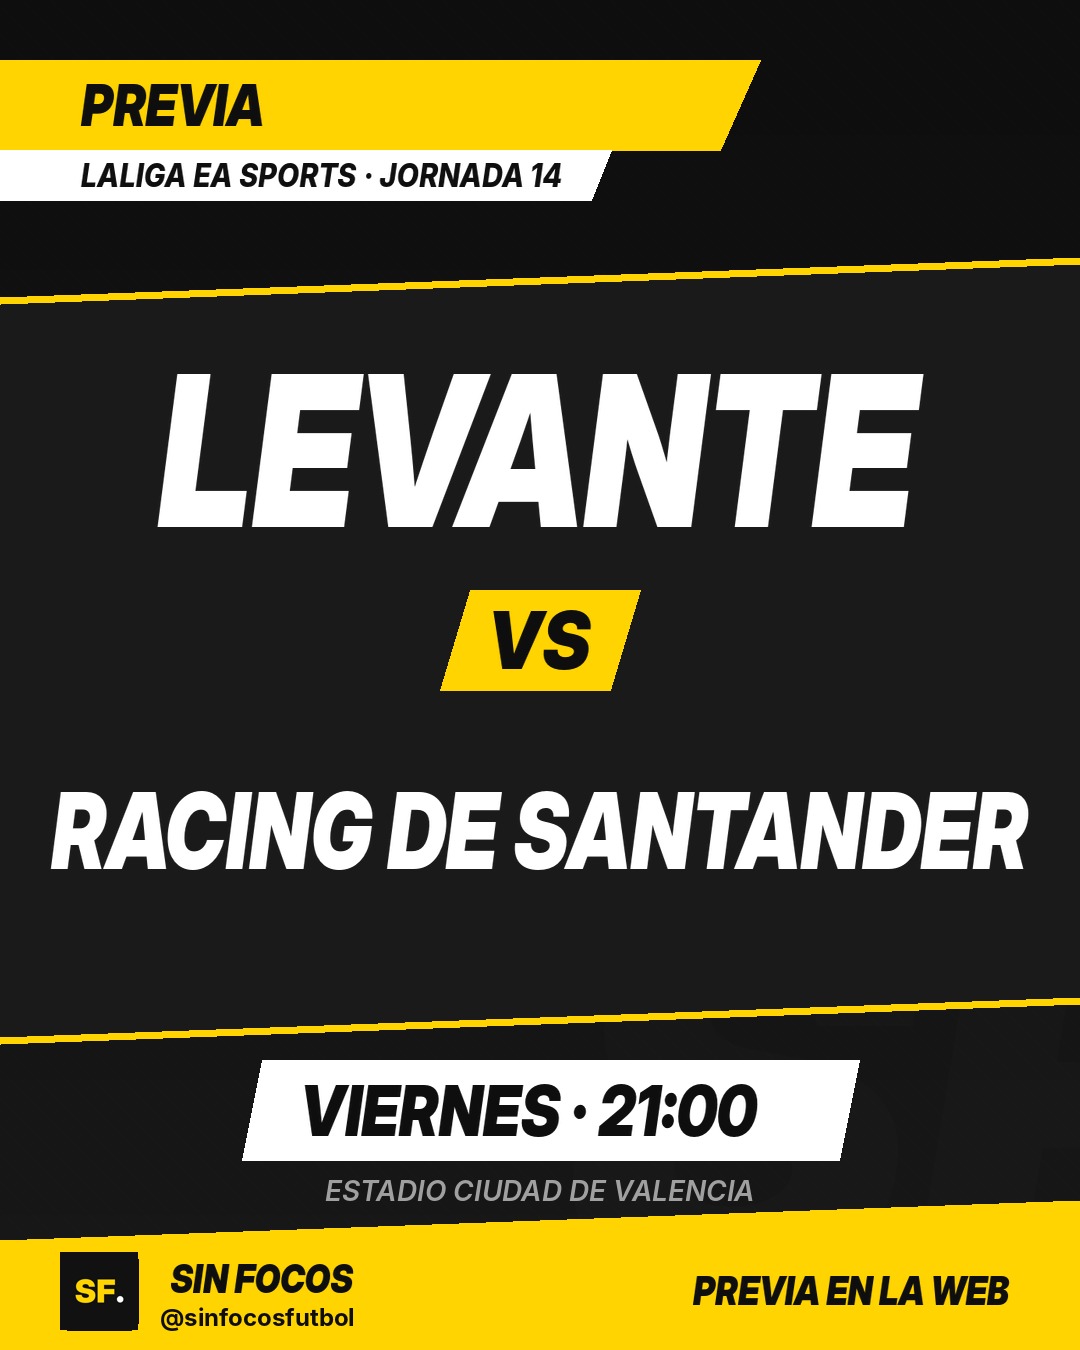 PREVIA
LALIGA EA SPORTS · JORNADA 14
LEVANTE
VS
RACING DE SANTANDER
VIERNES · 21:00
ESTADIO CIUDAD DE VALENCIA
SF.
SIN FOCOS
@sinfocosfutbol
PREVIA EN LA WEB